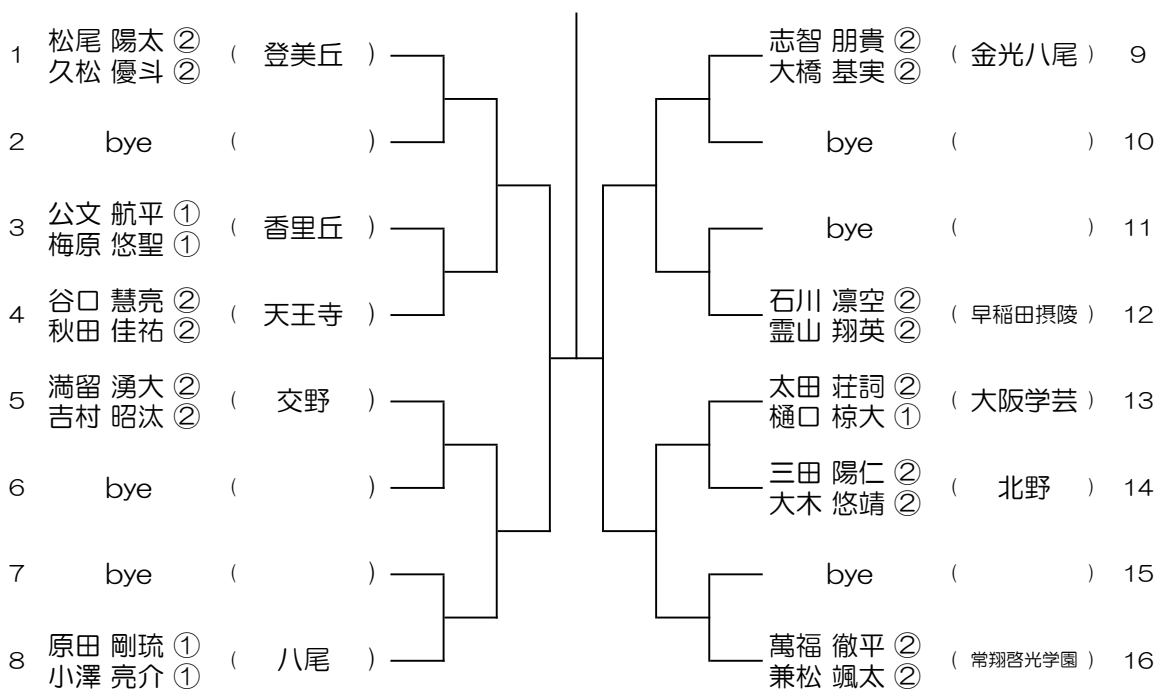 1 松尾 陽太 ② ( 登美丘 )
久松 優斗 ②
2 bye ( )
3 公文 航平 ① ( 香里丘 )
梅原 悠聖 ①
4 谷口 慧亮 ② ( 天王寺 )
秋田 佳祐 ②
5 満留 湧大 ② ( 交野 )
吉村 昭汰 ②
6 bye ( )
7 bye ( )
8 原田 剛琉 ① ( 八尾 )
小澤 亮介 ①
志智 朋貴 ② ( 金光八尾 ) 9
大橋 基実 ②
bye ( ) 10
bye ( ) 11
石川 凛空 ② ( 早稲田摂陵 ) 12
霊山 翔英 ②
太田 荘詞 ② ( 大阪学芸 ) 13
樋口 椋大 ①
三田 陽仁 ② ( 北野 ) 14
大木 悠靖 ②
bye ( ) 15
萬福 徹平 ② ( 常翔啓光学園 ) 16
兼松 颯太 ②